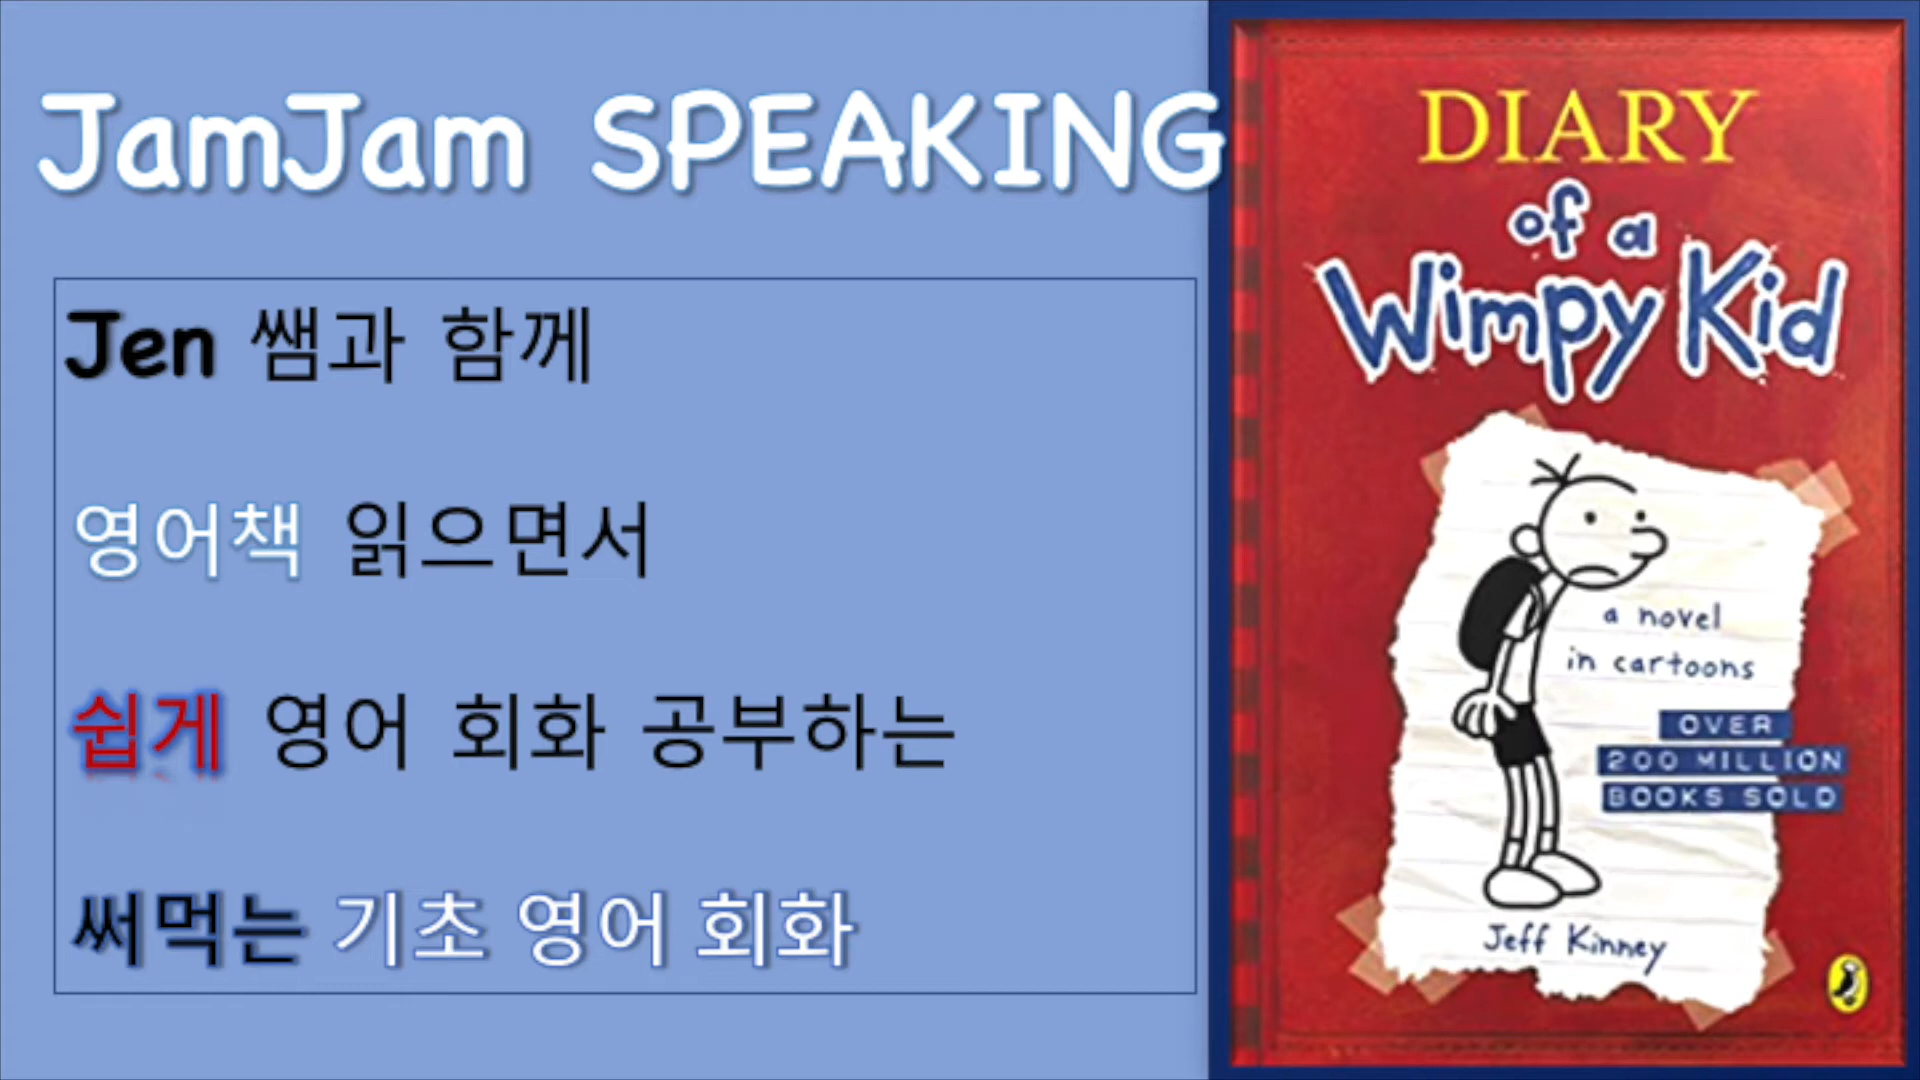 JamJam SPEAKING
Jen 쌤과 함께
영어책 읽으면서
쉽게 영어 회화 공부하는
써먹는 기초 영어 회화
DIARY
of a
Wimpy Kid
a novel
in cartoons
OVER
200 MILLION
BOOKS SOLD
Jeff Kinney